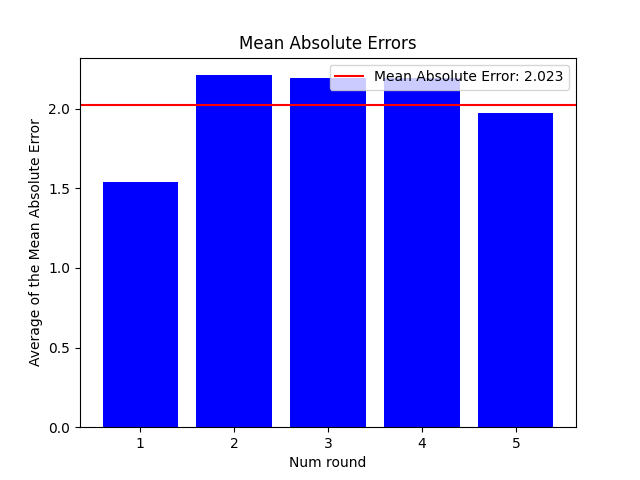 Mean Absolute Errors
Mean Absolute Error: 2.023
Average of the Mean Absolute Error
2.0
1.5
1.0
0.5
0.0
1 2 3 4 5
Num round